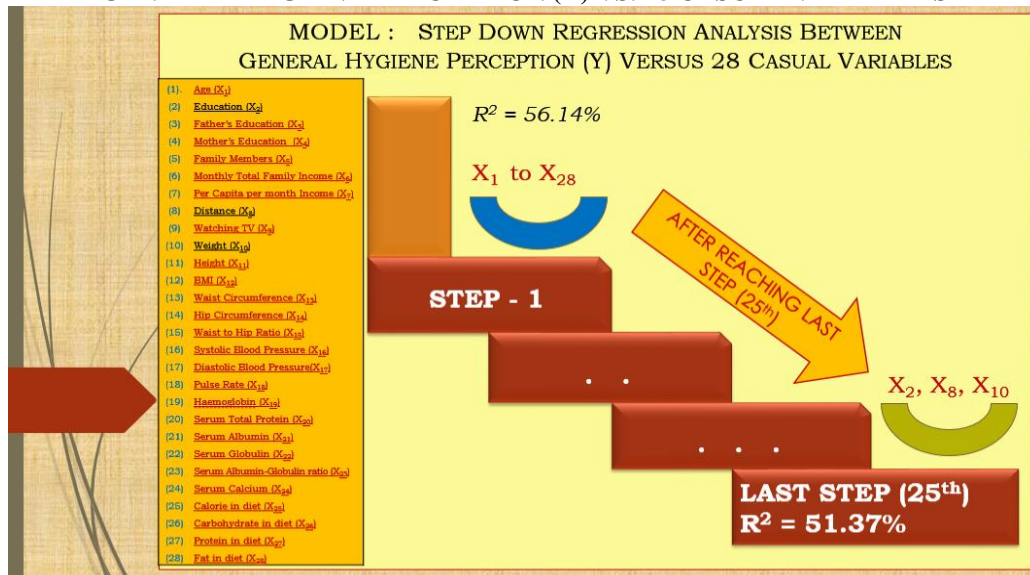 MODEL : STEP DOWN REGRESSION ANALYSIS BETWEEN
GENERAL HYGIENE PERCEPTION (Y) VERSUS 28 CASUAL VARIABLES
(1). Age (X1)
(2) Education (X2)
(3) Father's Education (X3)
(4) Mother's Education (X4)
(5) Family Members (X5)
(6) Monthly Total Family Income (X6)
(7) Per Capita per month Income (X7)
(8) Distance (X8)
(9) Watching TV (X9)
(10) Weight (X10)
(11) Height (X11)
(12) BMI (X12)
(13) Waist Circumference (X13)
(14) Hip Circumference (X14)
(15) Waist to Hip Ratio (X15)
(16) Systolic Blood Pressure (X16)
(17) Diastolic Blood Pressure(X17)
(18) Pulse Rate (X18)
(19) Haemoglobin (X19)
(20) Serum Total Protein (X20)
(21) Serum Albumin (X21)
(22) Serum Globulin (X22)
(23) Serum Albumin-Globulin ratio (X23)
(24) Serum Calcium (X24)
(25) Calorie in diet (X25)
(26) Carbohydrate in diet (X26)
(27) Protein in diet (X27)
(28) Fat in diet (X28)
R² = 56.14%
X1 to X28
STEP - 1
AFTER REACHING LAST
STEP (25th)
. .
. . .
X2, X8, X10
LAST STEP (25th)
R² = 51.37%